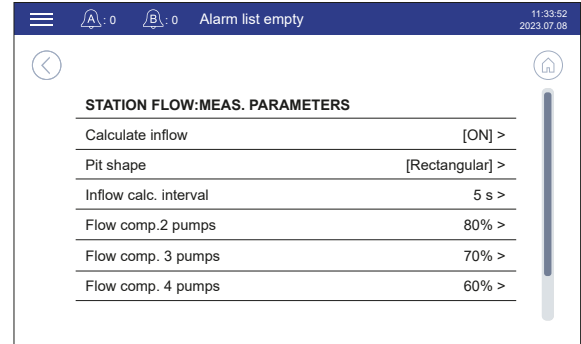 A : 0 B : 0 Alarm list empty 11:33:52
2023.07.08
STATION FLOW:MEAS. PARAMETERS
Calculate inflow [ON] >
Pit shape [Rectangular] >
Inflow calc. interval 5 s >
Flow comp.2 pumps 80% >
Flow comp. 3 pumps 70% >
Flow comp. 4 pumps 60% >